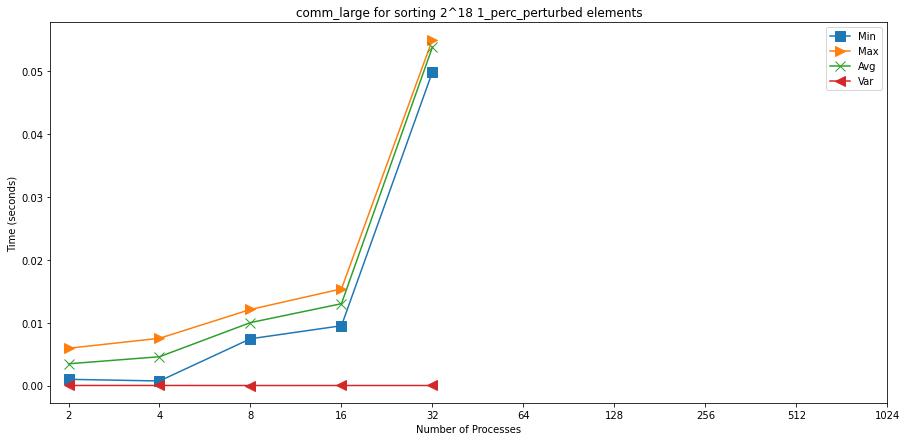 comm_large for sorting 2^18 1_perc_perturbed elements
Min
Max
Avg
Var
Time (seconds)
0.05
0.04
0.03
0.02
0.01
0.00
2 4 8 16 32 64 128 256 512 1024
Number of Processes